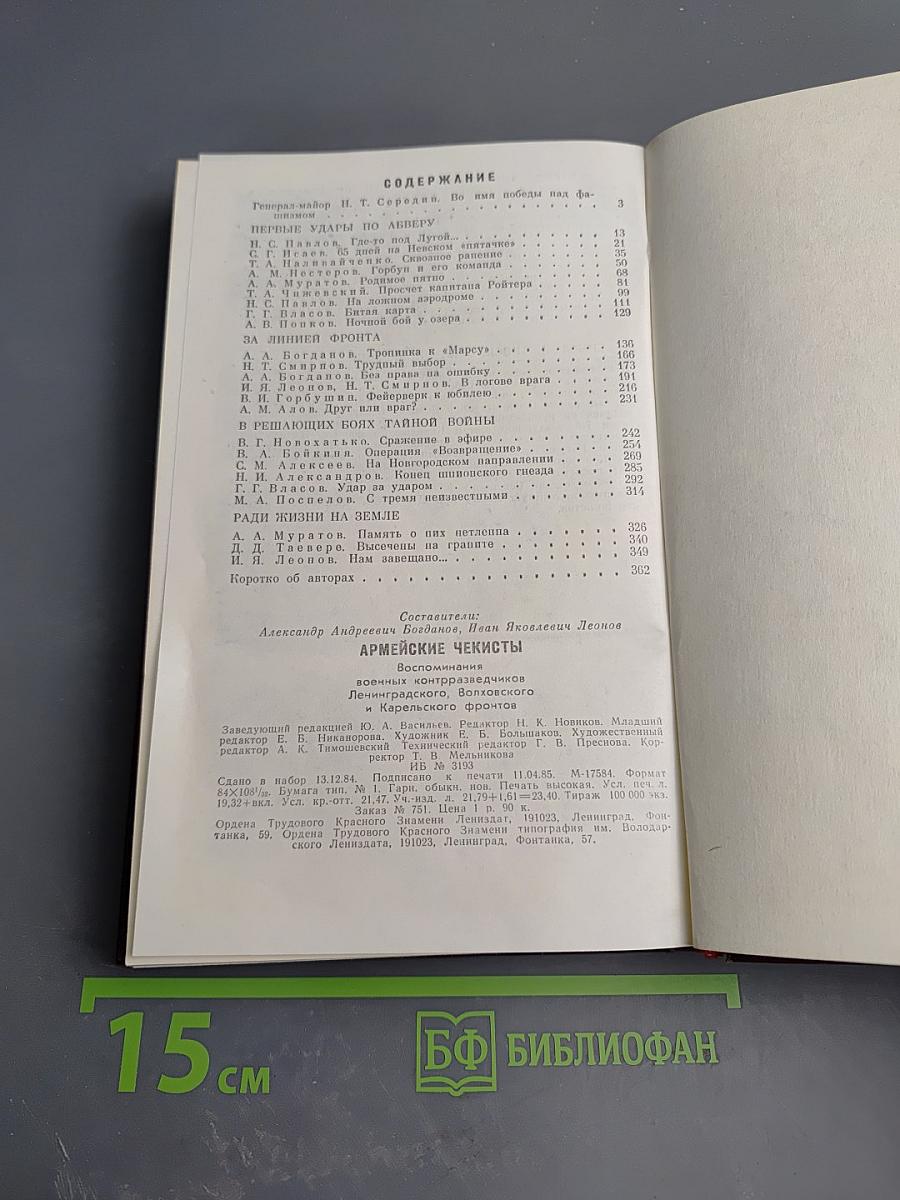 СОДЕРЖАНИЕ
Генерал-майор Н. Т. Середин. Во имя победы над фа-
шизмом . . . . . . . . . . . . . . . . . 3
ПЕРВЫЕ УДАРЫ ПО АБВЕРУ
Н. С. Павлов. Где-то под Лугой... . . . . . . . . . 13
С. Г. Исаев. 65 дней на Невском «пятачке» . . . . . . 21
Т. А. Наливайченко. Сквозное ранение . . . . . . . 35
А. М. Нестеров. Горбун и его команда . . . . . . . 50
А. А. Муратов. Родимое пятно . . . . . . . . . . 68
Т. А. Чижевский. Просчет капитана Ройтера . . . . . 81
Н. С. Павлов. На ложном аэродроме . . . . . . . . 99
Г. Г. Власов. Битая карта . . . . . . . . . . . 111
А. В. Попков. Ночной бой у озера . . . . . . . . . 129
ЗА ЛИНИЕЙ ФРОНТА
А. А. Богданов. Тропинка к «Марсу» . . . . . . . . 136
Н. Т. Смирнов. Трудный выбор . . . . . . . . . . 166
А. А. Богданов. Без права на ошибку . . . . . . . . 173
И. Я. Леонов, Н. Т. Смирнов. В логове врага . . . . 191
В. И. Горбушин. Фейерверк к юбилею . . . . . . . . 216
А. М. Алов. Друг или враг? . . . . . . . . . . . 231
В РЕШАЮЩИХ БОЯХ ТАЙНОЙ ВОЙНЫ
В. Г. Новохатько. Сражение в эфире . . . . . . . . 242
В. А. Бойкиня. Операция «Возвращение» . . . . . . . 254
С. М. Алексеев. На Новгородском направлении . . . . 269
Н. И. Александров. Конец шпионского гнезда . . . . 285
Г. Г. Власов. Удар за ударом . . . . . . . . . . 292
М. А. Поспелов. С тремя неизвестными . . . . . . . 314
РАДИ ЖИЗНИ НА ЗЕМЛЕ
А. А. Муратов. Память о них нетленна . . . . . . . 326
Д. Д. Таевере. Высечены на граните . . . . . . . . 340
И. Я. Леонов. Нам завещано... . . . . . . . . . . 349
Коротко об авторах . . . . . . . . . . . . . . . 362
Составители:
Александр Андреевич Богданов, Иван Яковлевич Леонов
АРМЕЙСКИЕ ЧЕКИСТЫ
Воспоминания
военных контрразведчиков
Ленинградского, Волховского
и Карельского фронтов
Заведующий редакцией Ю. А. Васильев. Редактор Н. К. Новиков. Младший
редактор Е. Б. Никанорова. Художник Е. Б. Большаков. Художественный
редактор А. К. Тимошевский Технический редактор Г. В. Преснова. Кор-
ректор Т. В. Мельникова
ИБ № 3193
Сдано в набор 13.12.84. Подписано к печати 11.04.85. М-17584. Формат
84×108¹/₃₂. Бумага тип. № 1. Гарн. обыкн. нов. Печать высокая. Усл. печ. л.
19,32+вкл. Усл. кр.-отт. 21,47. Уч.-изд. л. 21,79+1,61=23,40. Тираж 100 000 экз.
Заказ № 751. Цена 1 р. 90 к.
Ордена Трудового Красного Знамени Лениздат, 191023, Ленинград, Фон-
танка, 59. Ордена Трудового Красного Знамени типография им. Володар-
ского Лениздата, 191023, Ленинград, Фонтанка, 57.
15 см
БФ БИБЛИОФАН